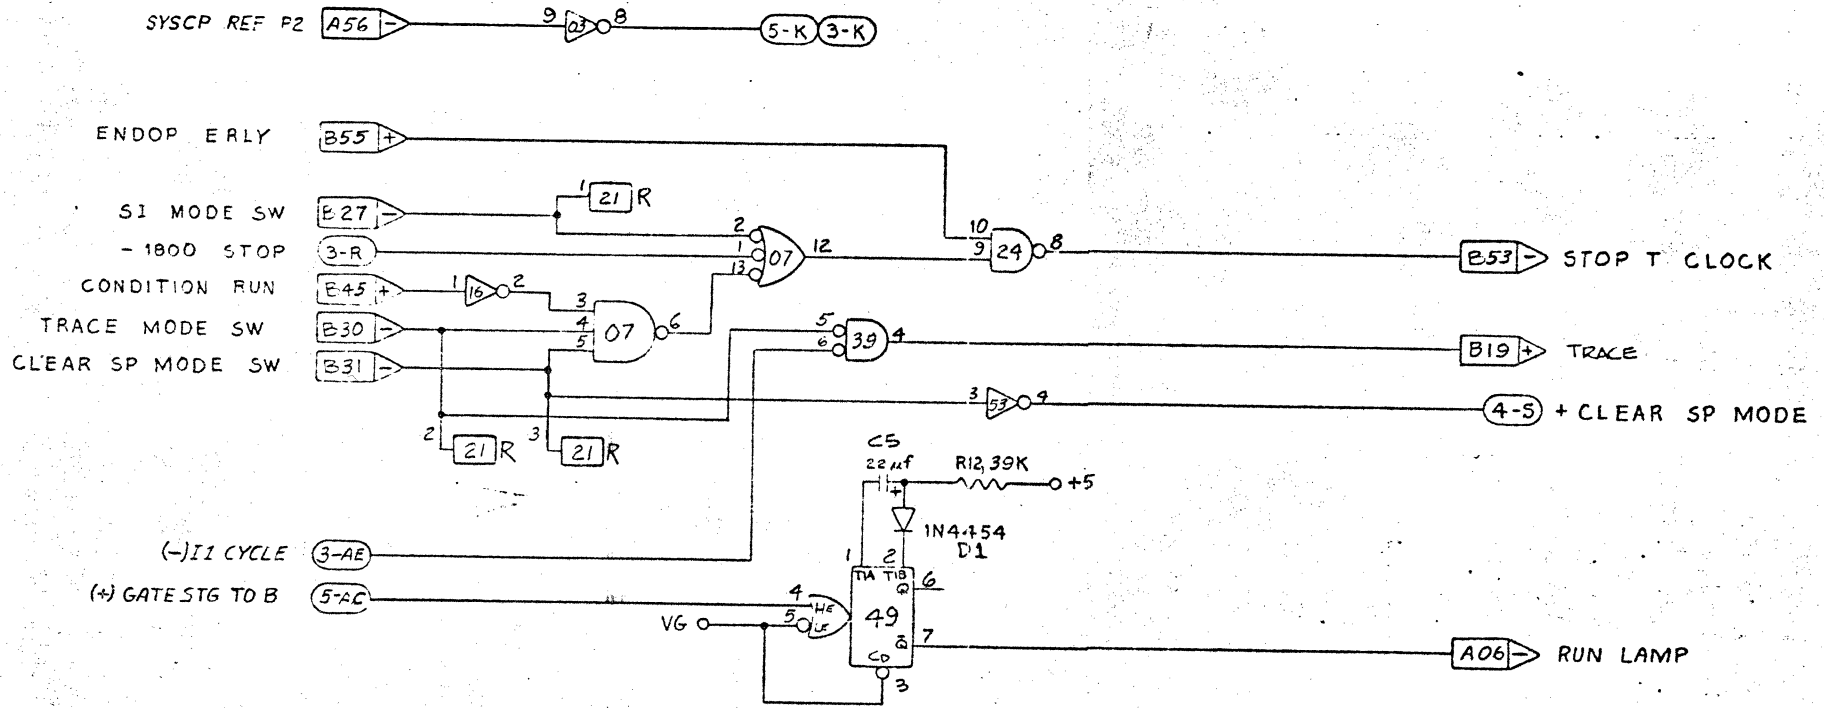 SYSCP REF P2 A56 - 9 03 8 5-K 3-K
ENDOP ERLY B55 +
1 21 R
SI MODE SW B27 -
- 1800 STOP 3-R
CONDITION RUN B45 + 1 16 2
TRACE MODE SW B30 -
CLEAR SP MODE SW B31 -
2 1 13 07 12
3 4 5 07 6
10 9 24 8 B53 - STOP T CLOCK
5 6 39 4 B19 + TRACE
3 53 4 4-S + CLEAR SP MODE
2 21 R 3 21 R
C5
22 µf R12, 39K +5
+
1N4454
D1
(-) I1 CYCLE 3-AE
(+) GATE STG TO B 5-AC
1 2
T1A T1B
Q 6
4 HE
5 LE
49
VG
Q̅ 7
CD
3
A06 - RUN LAMP